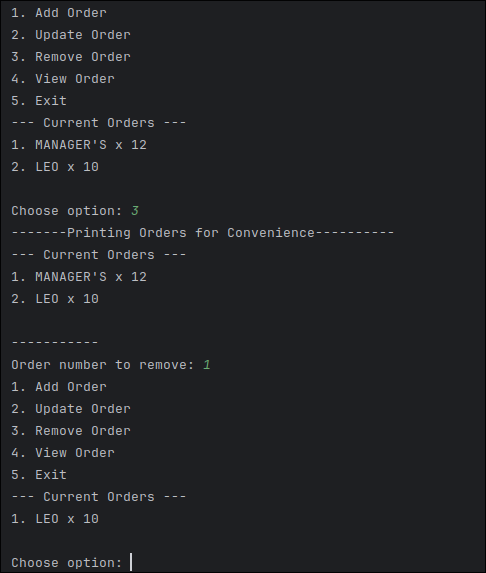 1. Add Order
2. Update Order
3. Remove Order
4. View Order
5. Exit
--- Current Orders ---
1. MANAGER'S x 12
2. LEO x 10
Choose option: 3
-------Printing Orders for Convenience----------
--- Current Orders ---
1. MANAGER'S x 12
2. LEO x 10
-----------
Order number to remove: 1
1. Add Order
2. Update Order
3. Remove Order
4. View Order
5. Exit
--- Current Orders ---
1. LEO x 10
Choose option: